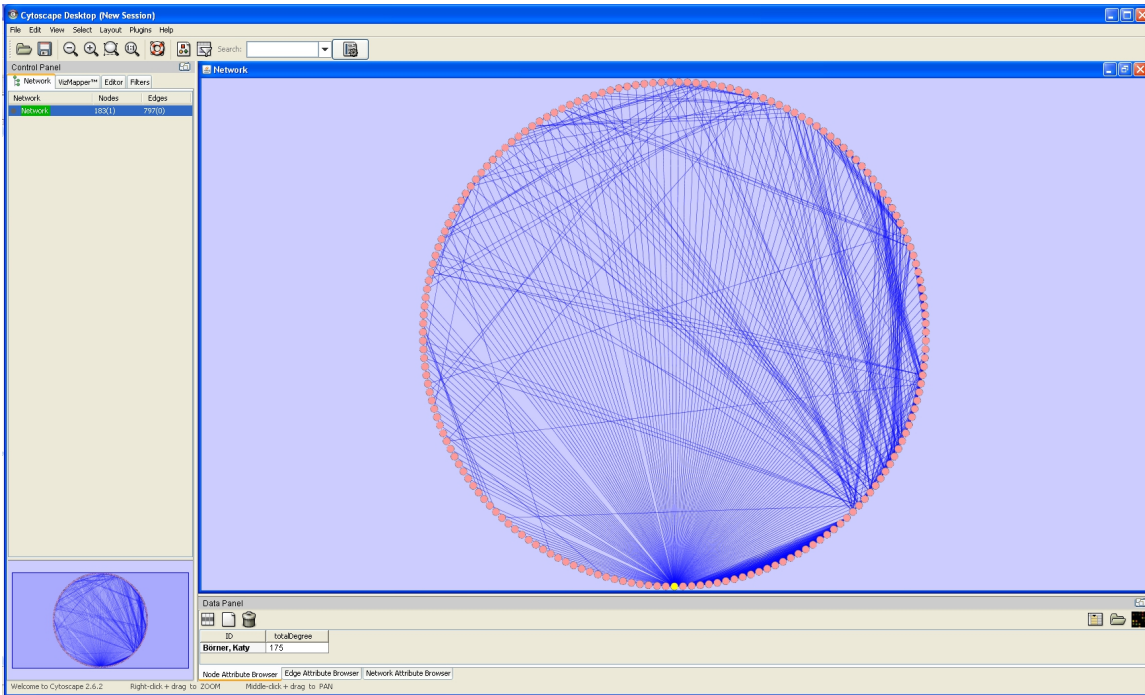 Cytoscape Desktop (New Session)
File Edit View Select Layout Plugins Help
Search:
Control Panel
Network VizMapper™ Editor Filters
Network Nodes Edges
Network 183(1) 797(0)
Network
Data Panel
ID totalDegree
Börner, Katy 175
Node Attribute Browser Edge Attribute Browser Network Attribute Browser
Welcome to Cytoscape 2.6.2 Right-click + drag to ZOOM Middle-click + drag to PAN